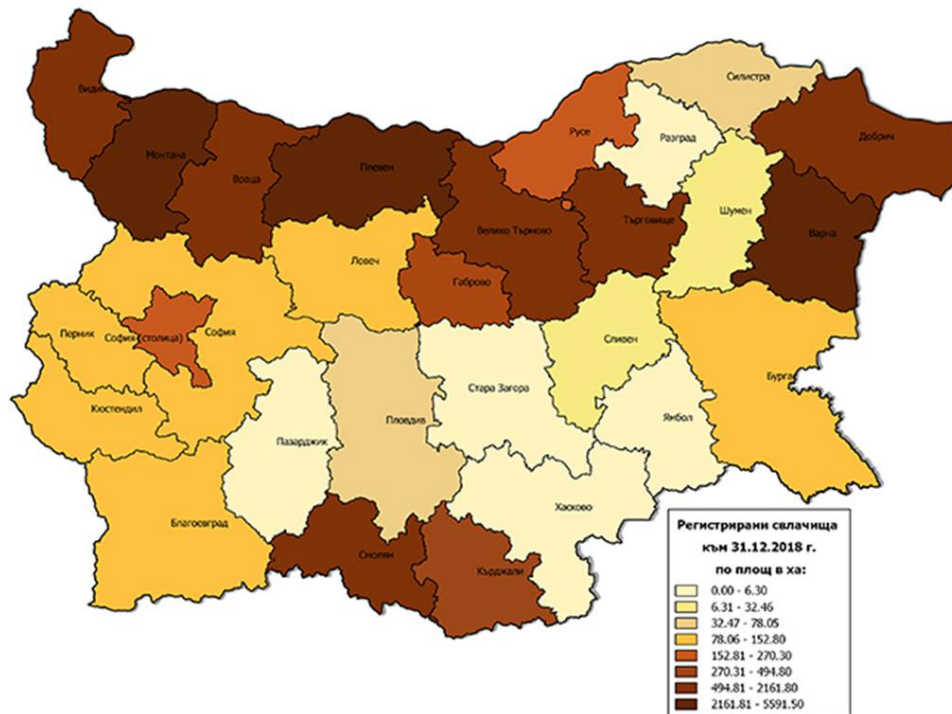 Силистра
Видин
Русе
Разград
Добрич
Монтана
Плевен
Враца
Шумен
Търговище
Велико Търново
Варна
Ловеч
Габрово
Перник
София (столица)
София
Сливен
Бургас
Стара Загора
Кюстендил
Пловдив
Ямбол
Пазарджик
Хасково
Благоевград
Смолян
Кърджали
Регистрирани свлачища
към 31.12.2018 г.
по площ в ха:
0.00 - 6.30
6.31 - 32.46
32.47 - 78.05
78.06 - 152.80
152.81 - 270.30
270.31 - 494.80
494.81 - 2161.80
2161.81 - 5591.50